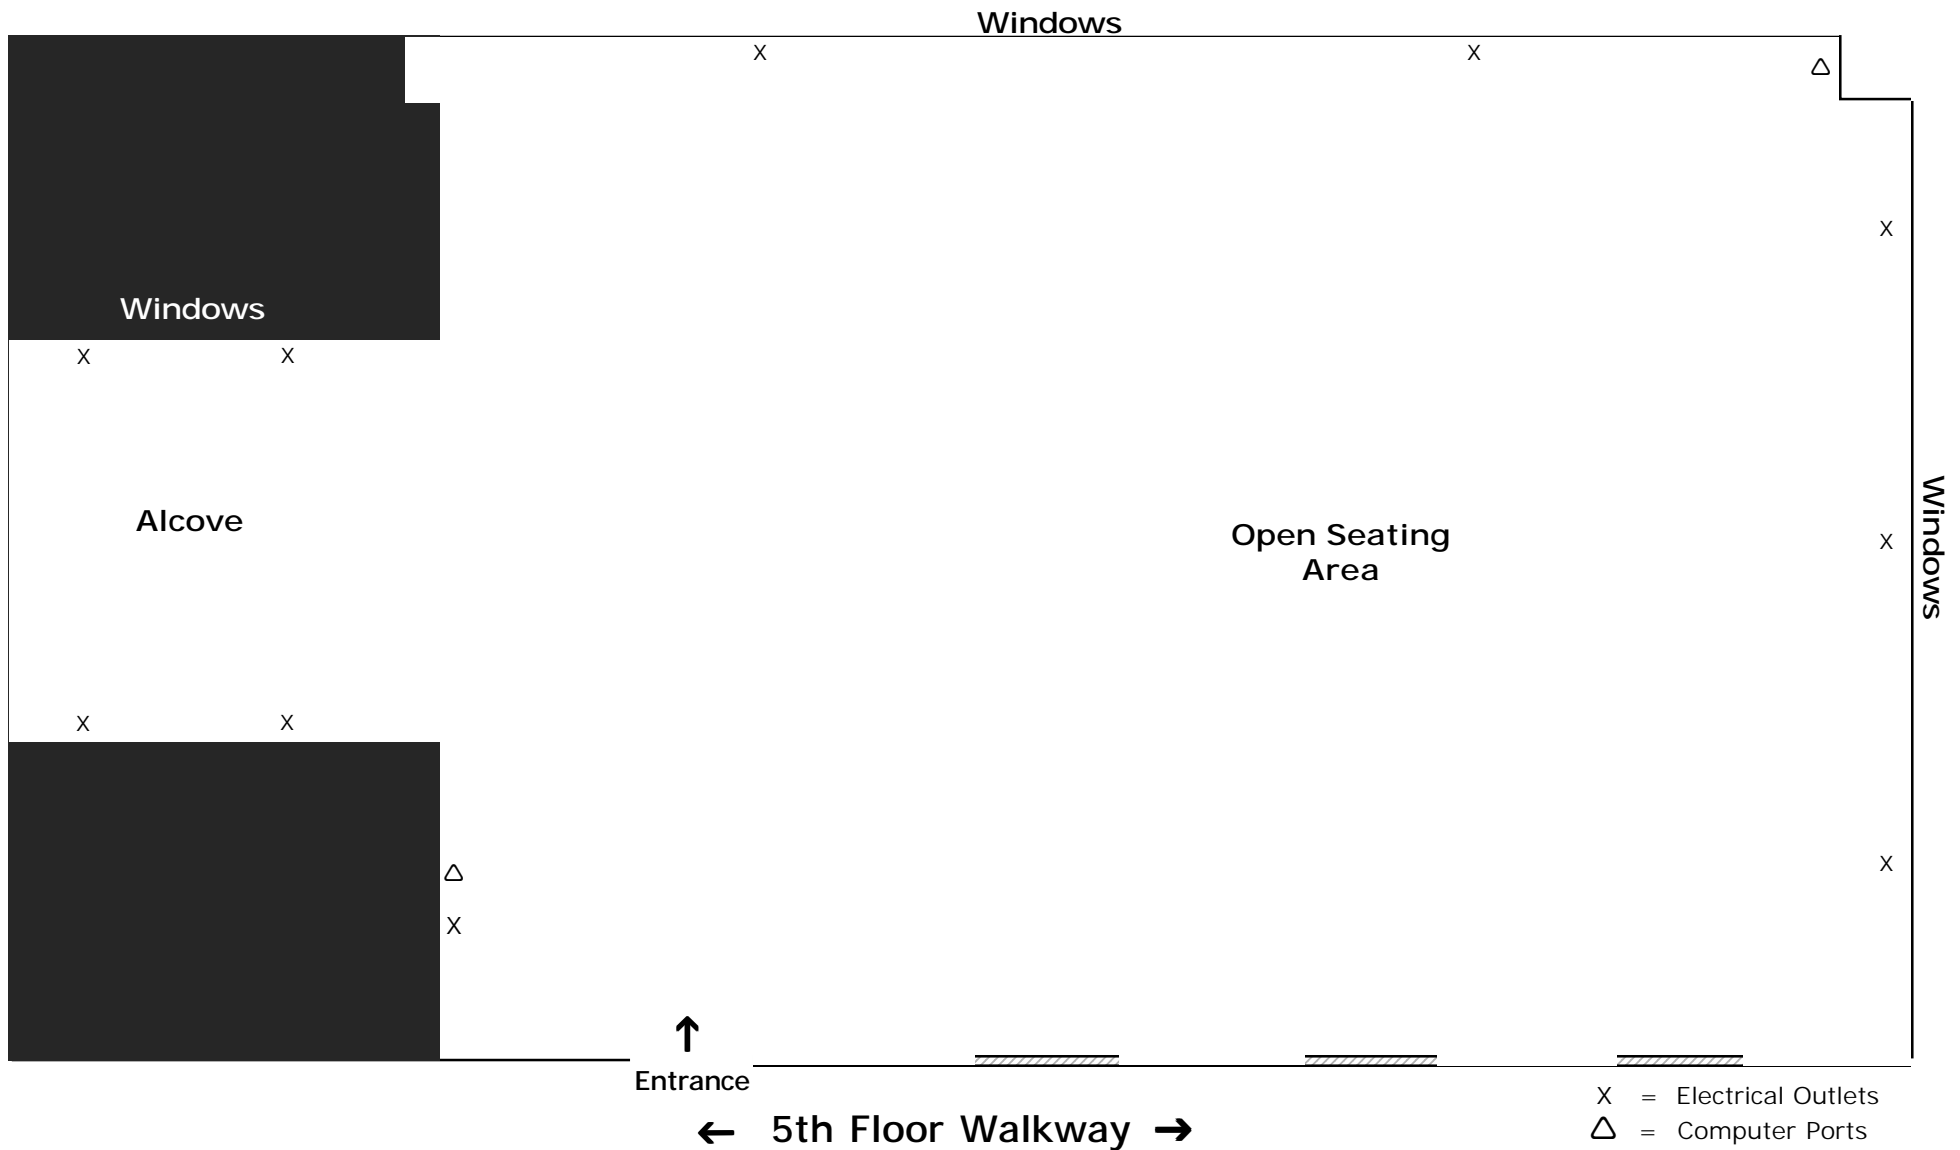 Windows
X X
△
X
Windows
X X
Alcove
Open Seating
Area
X
Windows
X X
X
△
X
↑
Entrance
← 5th Floor Walkway →
X = Electrical Outlets
△ = Computer Ports